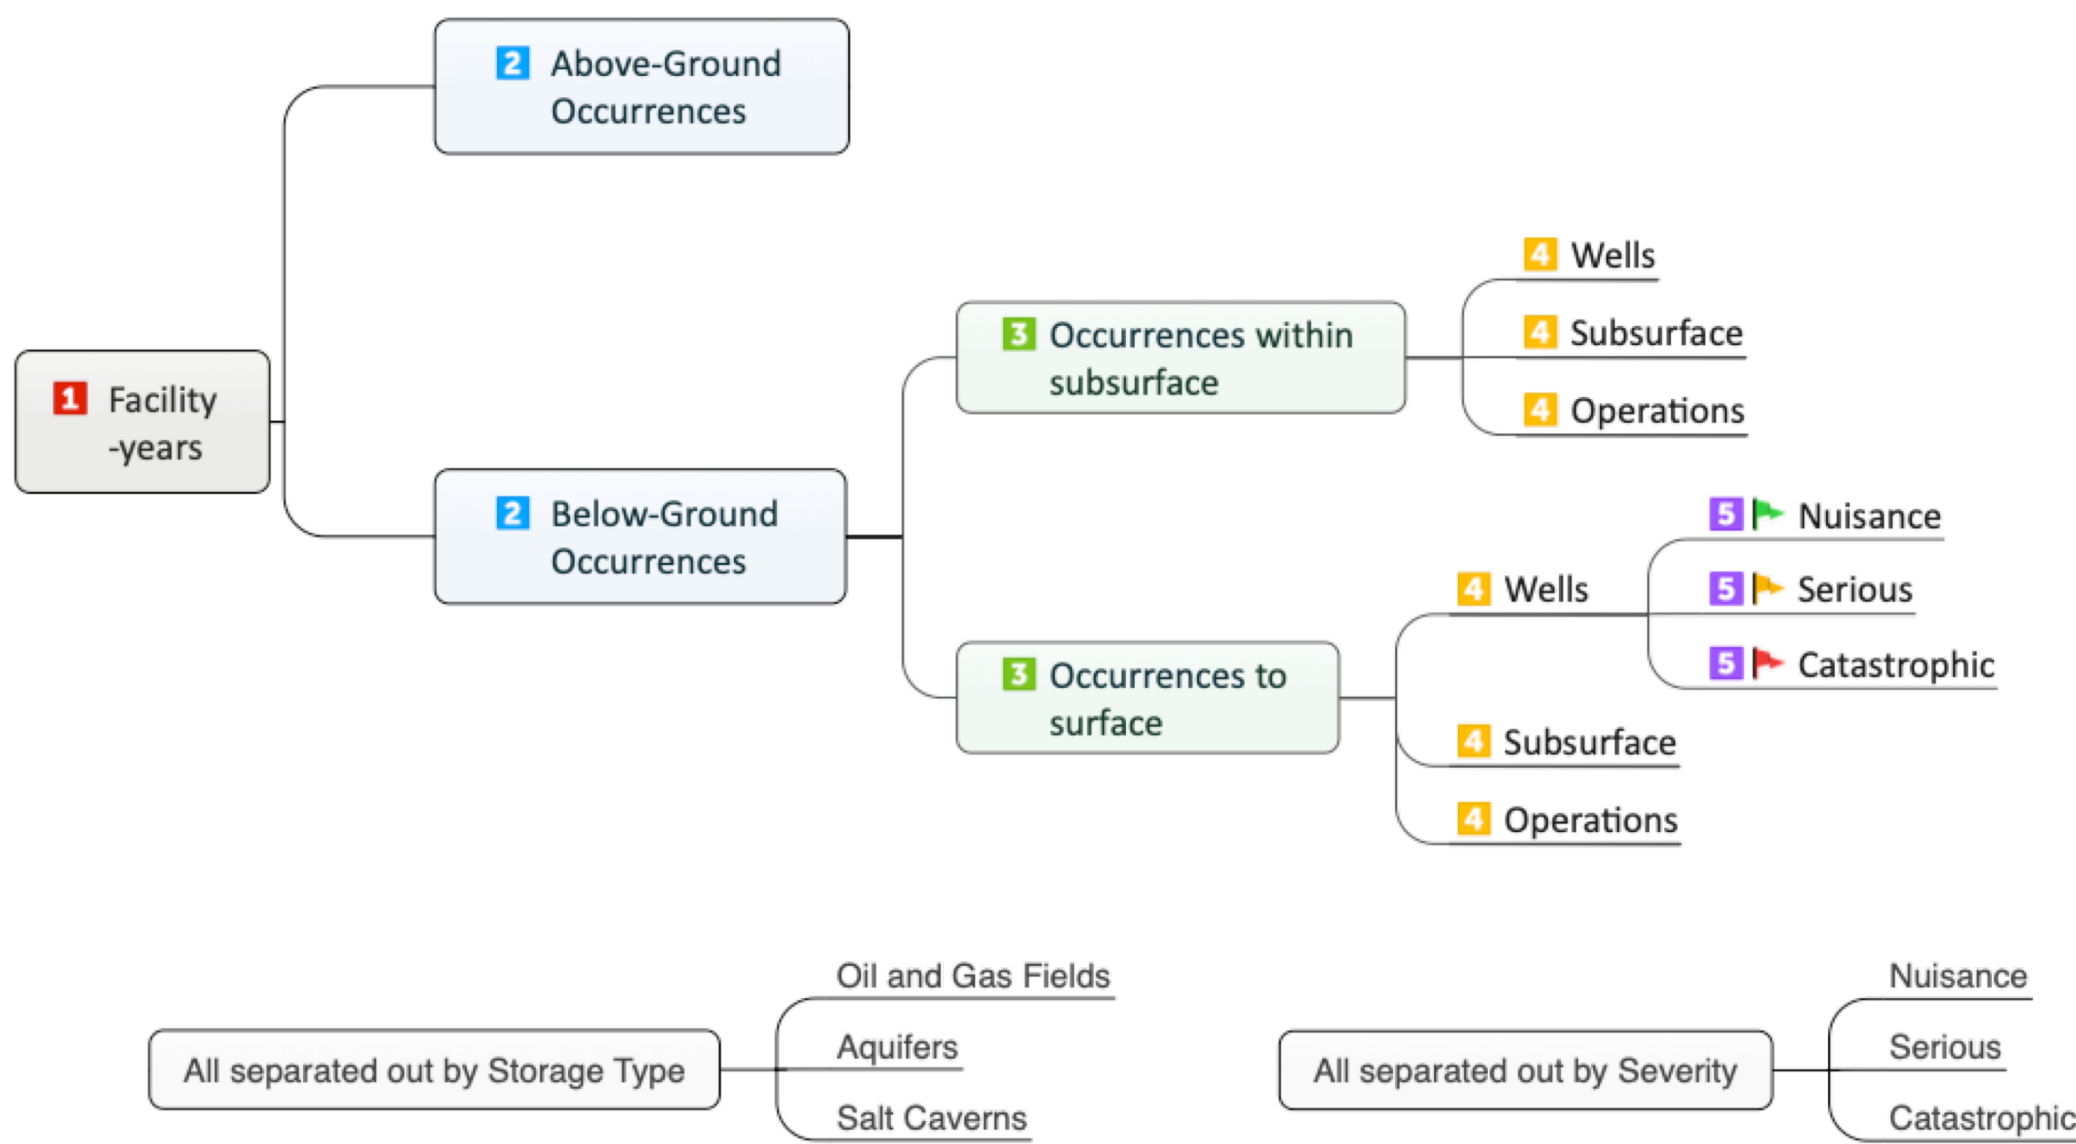 2 Above-Ground
Occurrences
1 Facility
-years
2 Below-Ground
Occurrences
3 Occurrences within
subsurface
4 Wells
4 Subsurface
4 Operations
3 Occurrences to
surface
4 Wells
5 Nuisance
5 Serious
5 Catastrophic
4 Subsurface
4 Operations
All separated out by Storage Type
Oil and Gas Fields
Aquifers
Salt Caverns
All separated out by Severity
Nuisance
Serious
Catastrophic